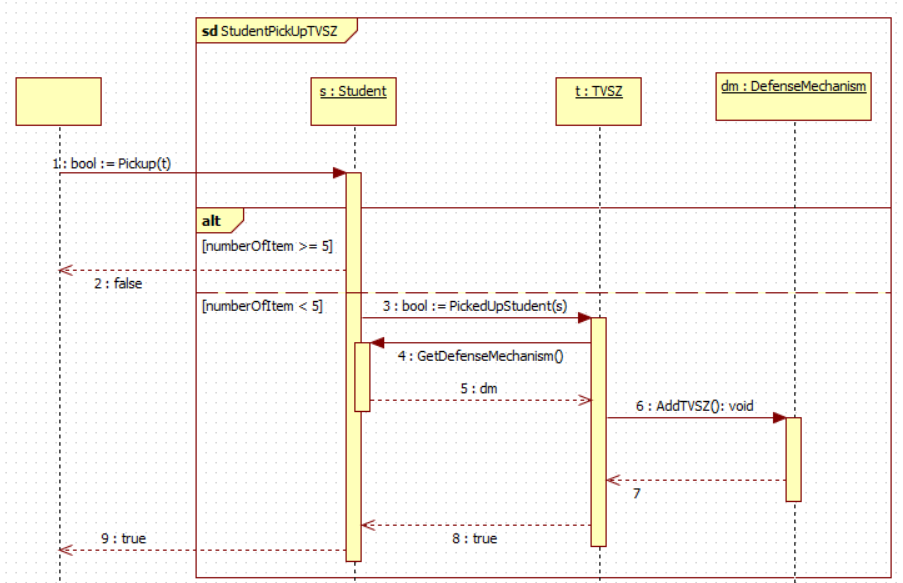 sd StudentPickUpTVSZ
s : Student
t : TVSZ
dm : DefenseMechanism
1 : bool := Pickup(t)
alt
[numberOfItem >= 5]
2 : false
[numberOfItem < 5]
3 : bool := PickedUpStudent(s)
4 : GetDefenseMechanism()
5 : dm
6 : AddTVSZ(): void
7
8 : true
9 : true